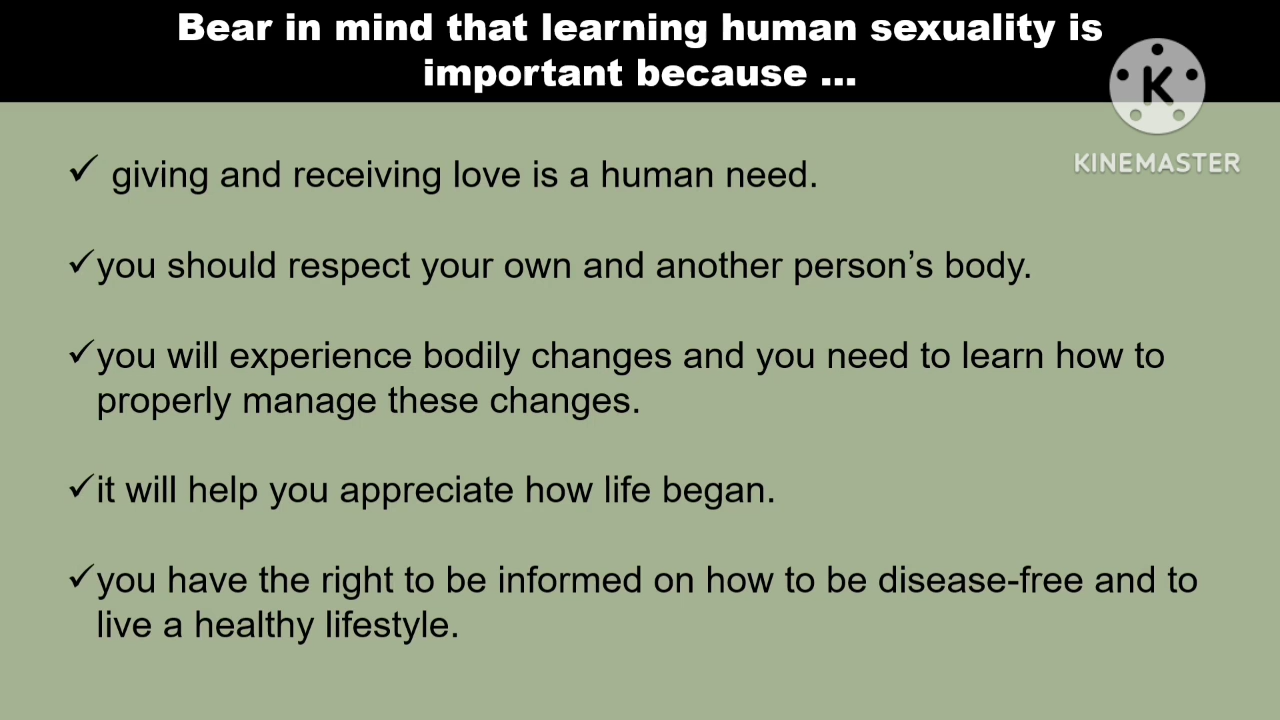 Bear in mind that learning human sexuality is
important because ...
K
KINEMASTER
✓ giving and receiving love is a human need.
✓you should respect your own and another person’s body.
✓you will experience bodily changes and you need to learn how to
properly manage these changes.
✓it will help you appreciate how life began.
✓you have the right to be informed on how to be disease-free and to
live a healthy lifestyle.